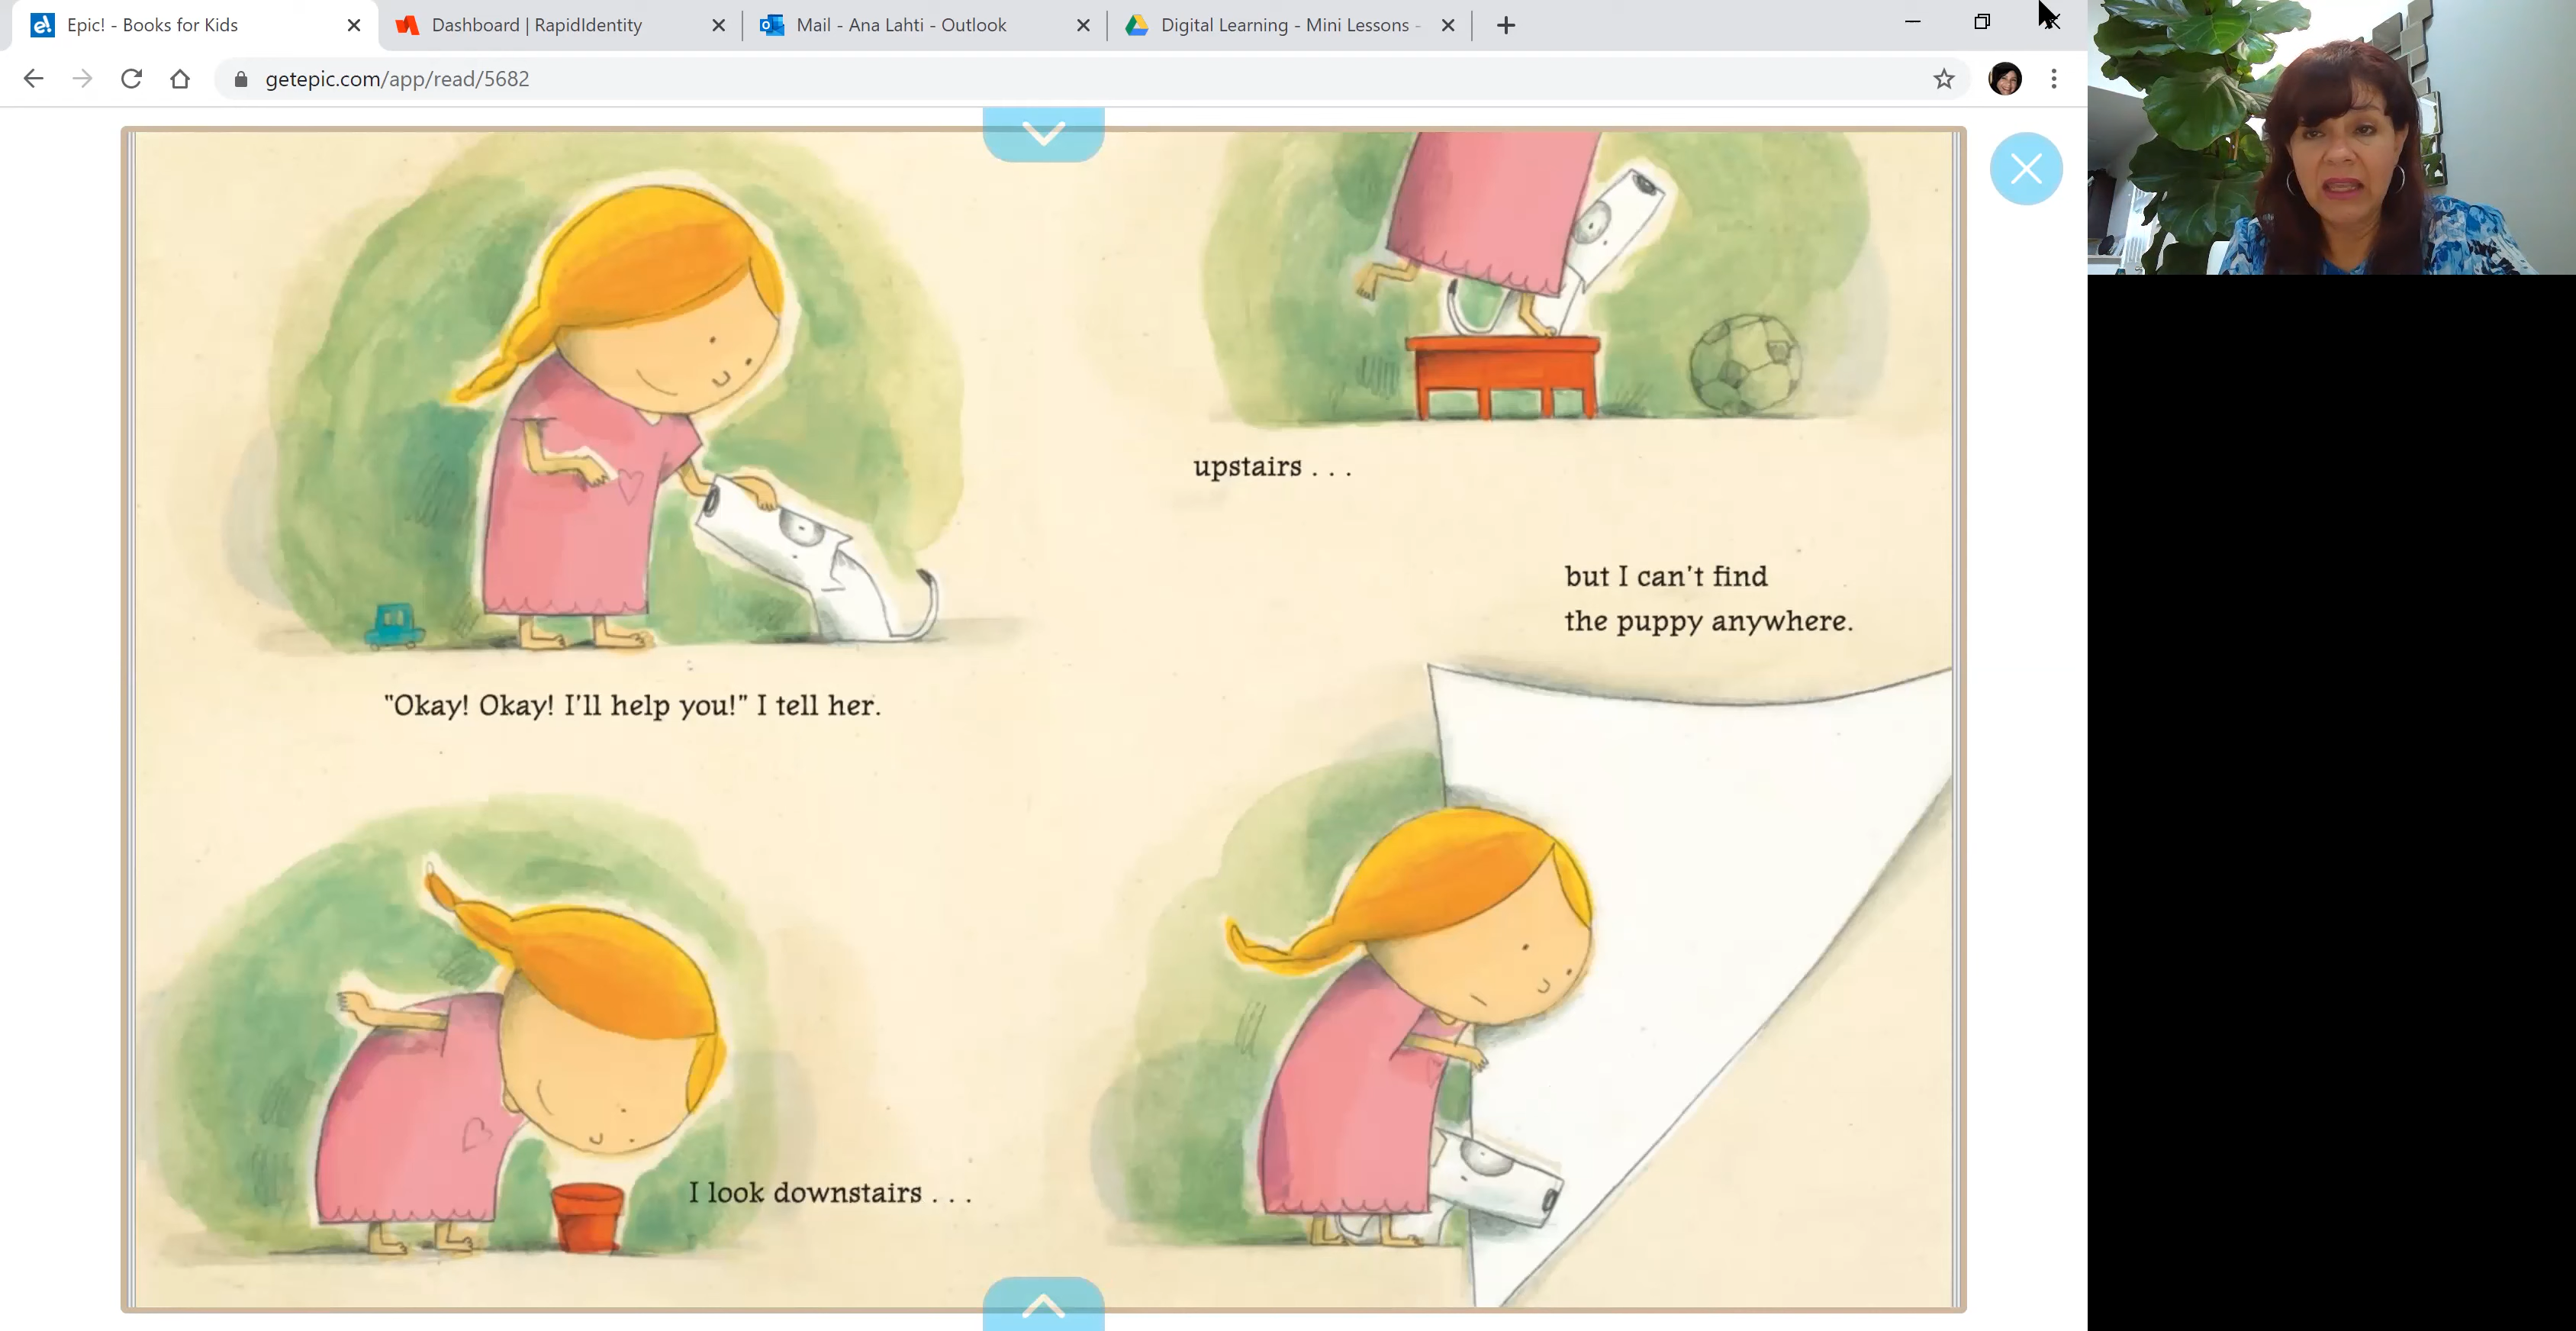 Epic! - Books for Kids
Dashboard | RapidIdentity
Mail - Ana Lahti - Outlook
Digital Learning - Mini Lessons -
getepic.com/app/read/5682
"Okay! Okay! I'll help you!" I tell her.
I look downstairs . . .
upstairs . . .
but I can't find
the puppy anywhere.